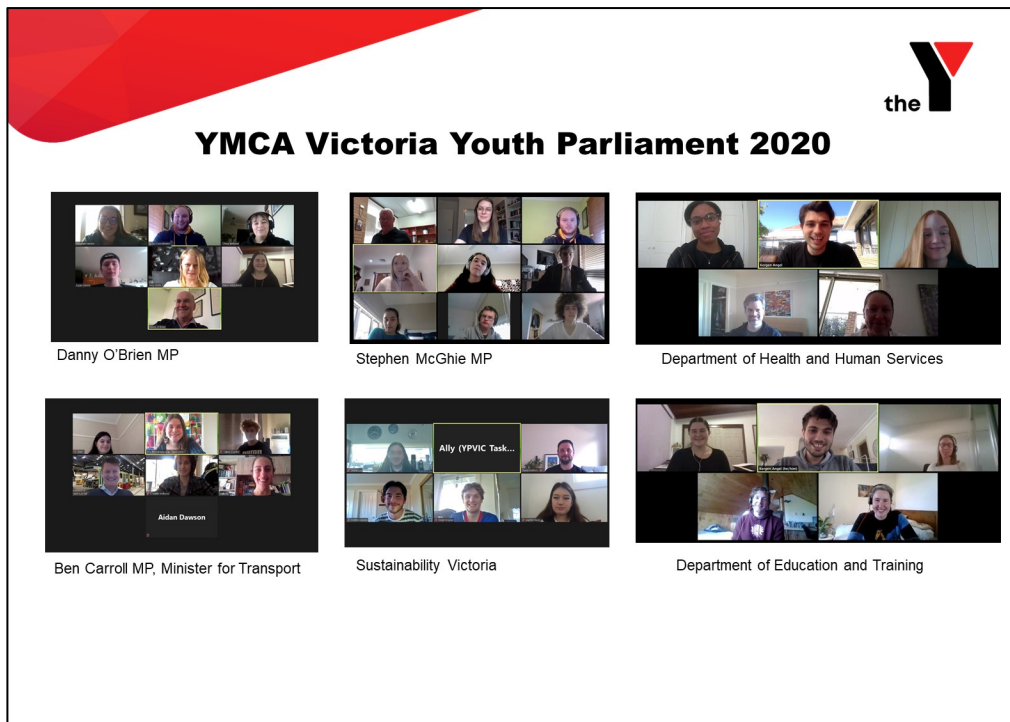 the
YMCA Victoria Youth Parliament 2020
Danny O'Brien MP
Stephen McGhie MP
Department of Health and Human Services
Aidan Dawson
Ally (YPVIC Task...
Ben Carroll MP, Minister for Transport
Sustainability Victoria
Department of Education and Training